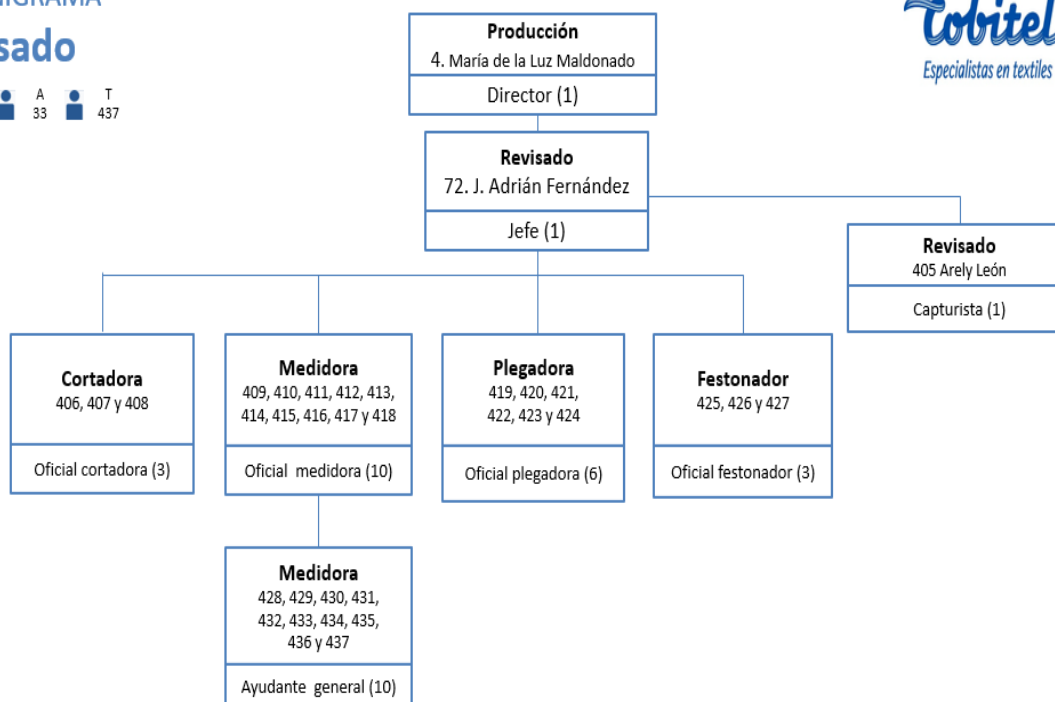 sado
A T
33 437
Cobitel
Especialistas en textiles
Producción
4. María de la Luz Maldonado
Director (1)
Revisado
72. J. Adrián Fernández
Jefe (1)
Revisado
405 Arely León
Capturista (1)
Cortadora
406, 407 y 408
Oficial cortadora (3)
Medidora
409, 410, 411, 412, 413,
414, 415, 416, 417 y 418
Oficial medidora (10)
Plegadora
419, 420, 421,
422, 423 y 424
Oficial plegadora (6)
Festonador
425, 426 y 427
Oficial festonador (3)
Medidora
428, 429, 430, 431,
432, 433, 434, 435,
436 y 437
Ayudante general (10)